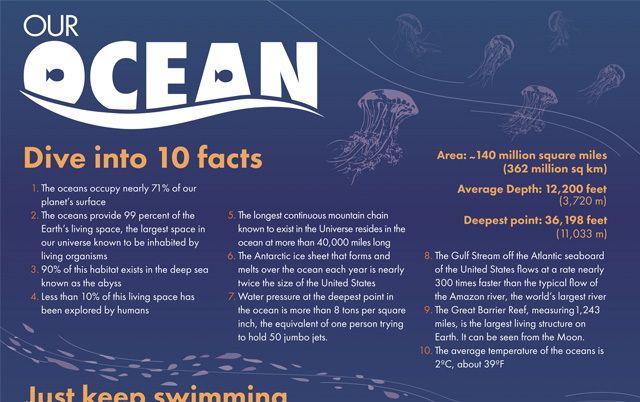 OUR
OCEAN
Dive into 10 facts
1. The oceans occupy nearly 71% of our
planet's surface
2. The oceans provide 99 percent of the
Earth's living space, the largest space in
our universe known to be inhabited by
living organisms
3. 90% of this habitat exists in the deep sea
known as the abyss
4. Less than 10% of this living space has
been explored by humans
5. The longest continuous mountain chain
known to exist in the Universe resides in the
ocean at more than 40,000 miles long
6. The Antarctic ice sheet that forms and
melts over the ocean each year is nearly
twice the size of the United States
7. Water pressure at the deepest point in
the ocean is more than 8 tons per square
inch, the equivalent of one person trying
to hold 50 jumbo jets.
Area: ~140 million square miles
(362 million sq km)
Average Depth: 12,200 feet
(3,720 m)
Deepest point: 36,198 feet
(11,033 m)
8. The Gulf Stream off the Atlantic seaboard
of the United States flows at a rate nearly
300 times faster than the typical flow of
the Amazon river, the world's largest river
9. The Great Barrier Reef, measuring1,243
miles, is the largest living structure on
Earth. It can be seen from the Moon.
10. The average temperature of the oceans is
2ºC, about 39ºF
Just keep swimming